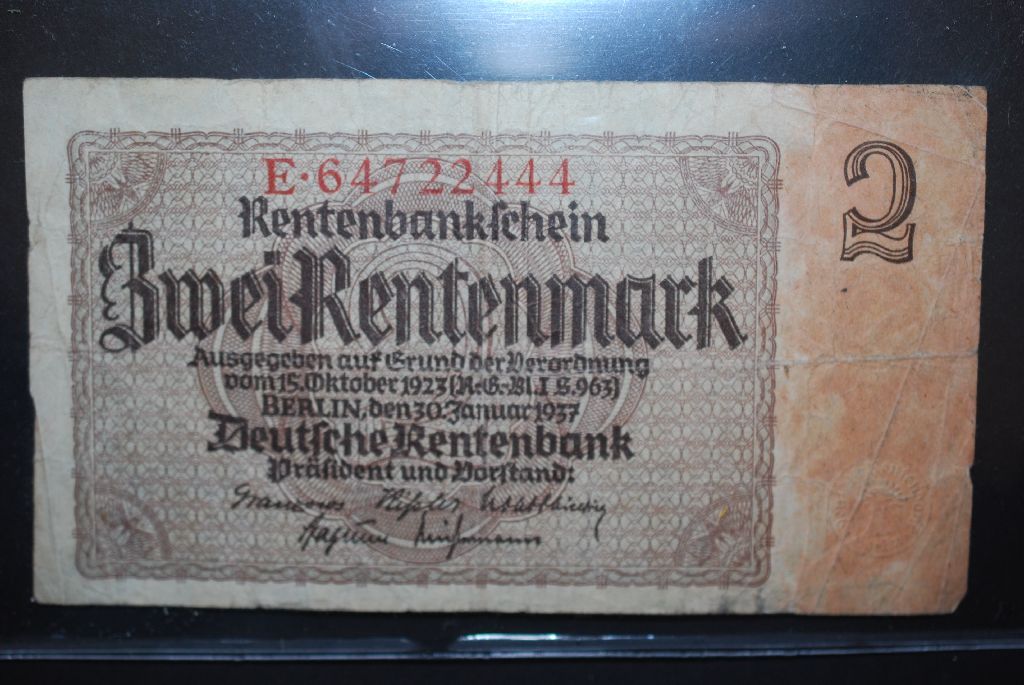 E·64722444
2
Rentenbankſchein
Zwei Rentenmark
Ausgegeben auf Grund der Verordnung
vom 15. Oktober 1923 (R.-G.-Bl. I S. 963)
BERLIN, den 30. Januar 1937
Deutſche Rentenbank
Präſident und Vorstand: